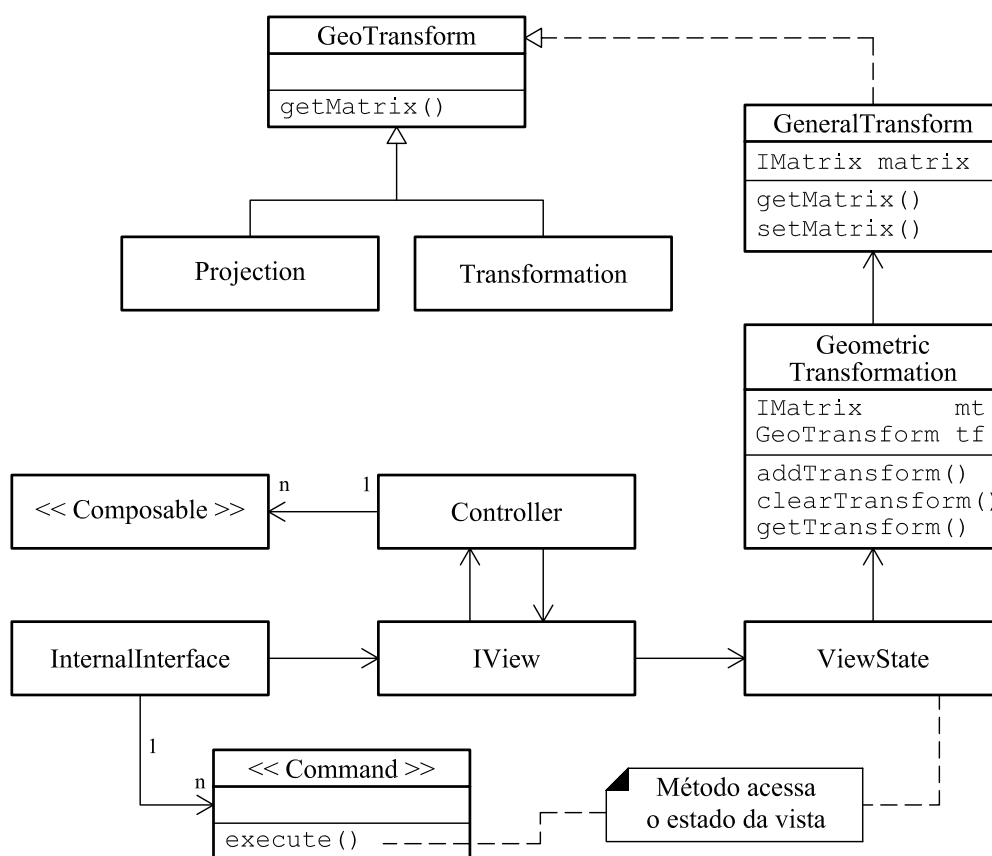 GeoTransform
getMatrix()
GeneralTransform
IMatrix matrix
getMatrix()
setMatrix()
Projection
Transformation
Geometric
Transformation
IMatrix mt
GeoTransform tf
addTransform()
clearTransform()
getTransform()
<< Composable >>
n
1
Controller
InternalInterface
IView
ViewState
1
n
<< Command >>
execute()
Método acessa
o estado da vista